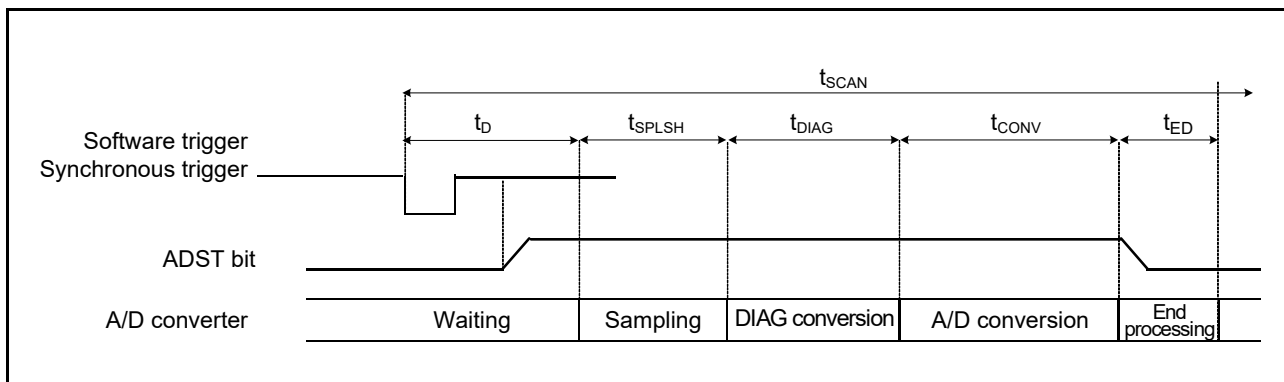 tSCAN
tD tSPLSH tDIAG tCONV tED
Software trigger
Synchronous trigger
ADST bit
A/D converter Waiting Sampling DIAG conversion A/D conversion End processing